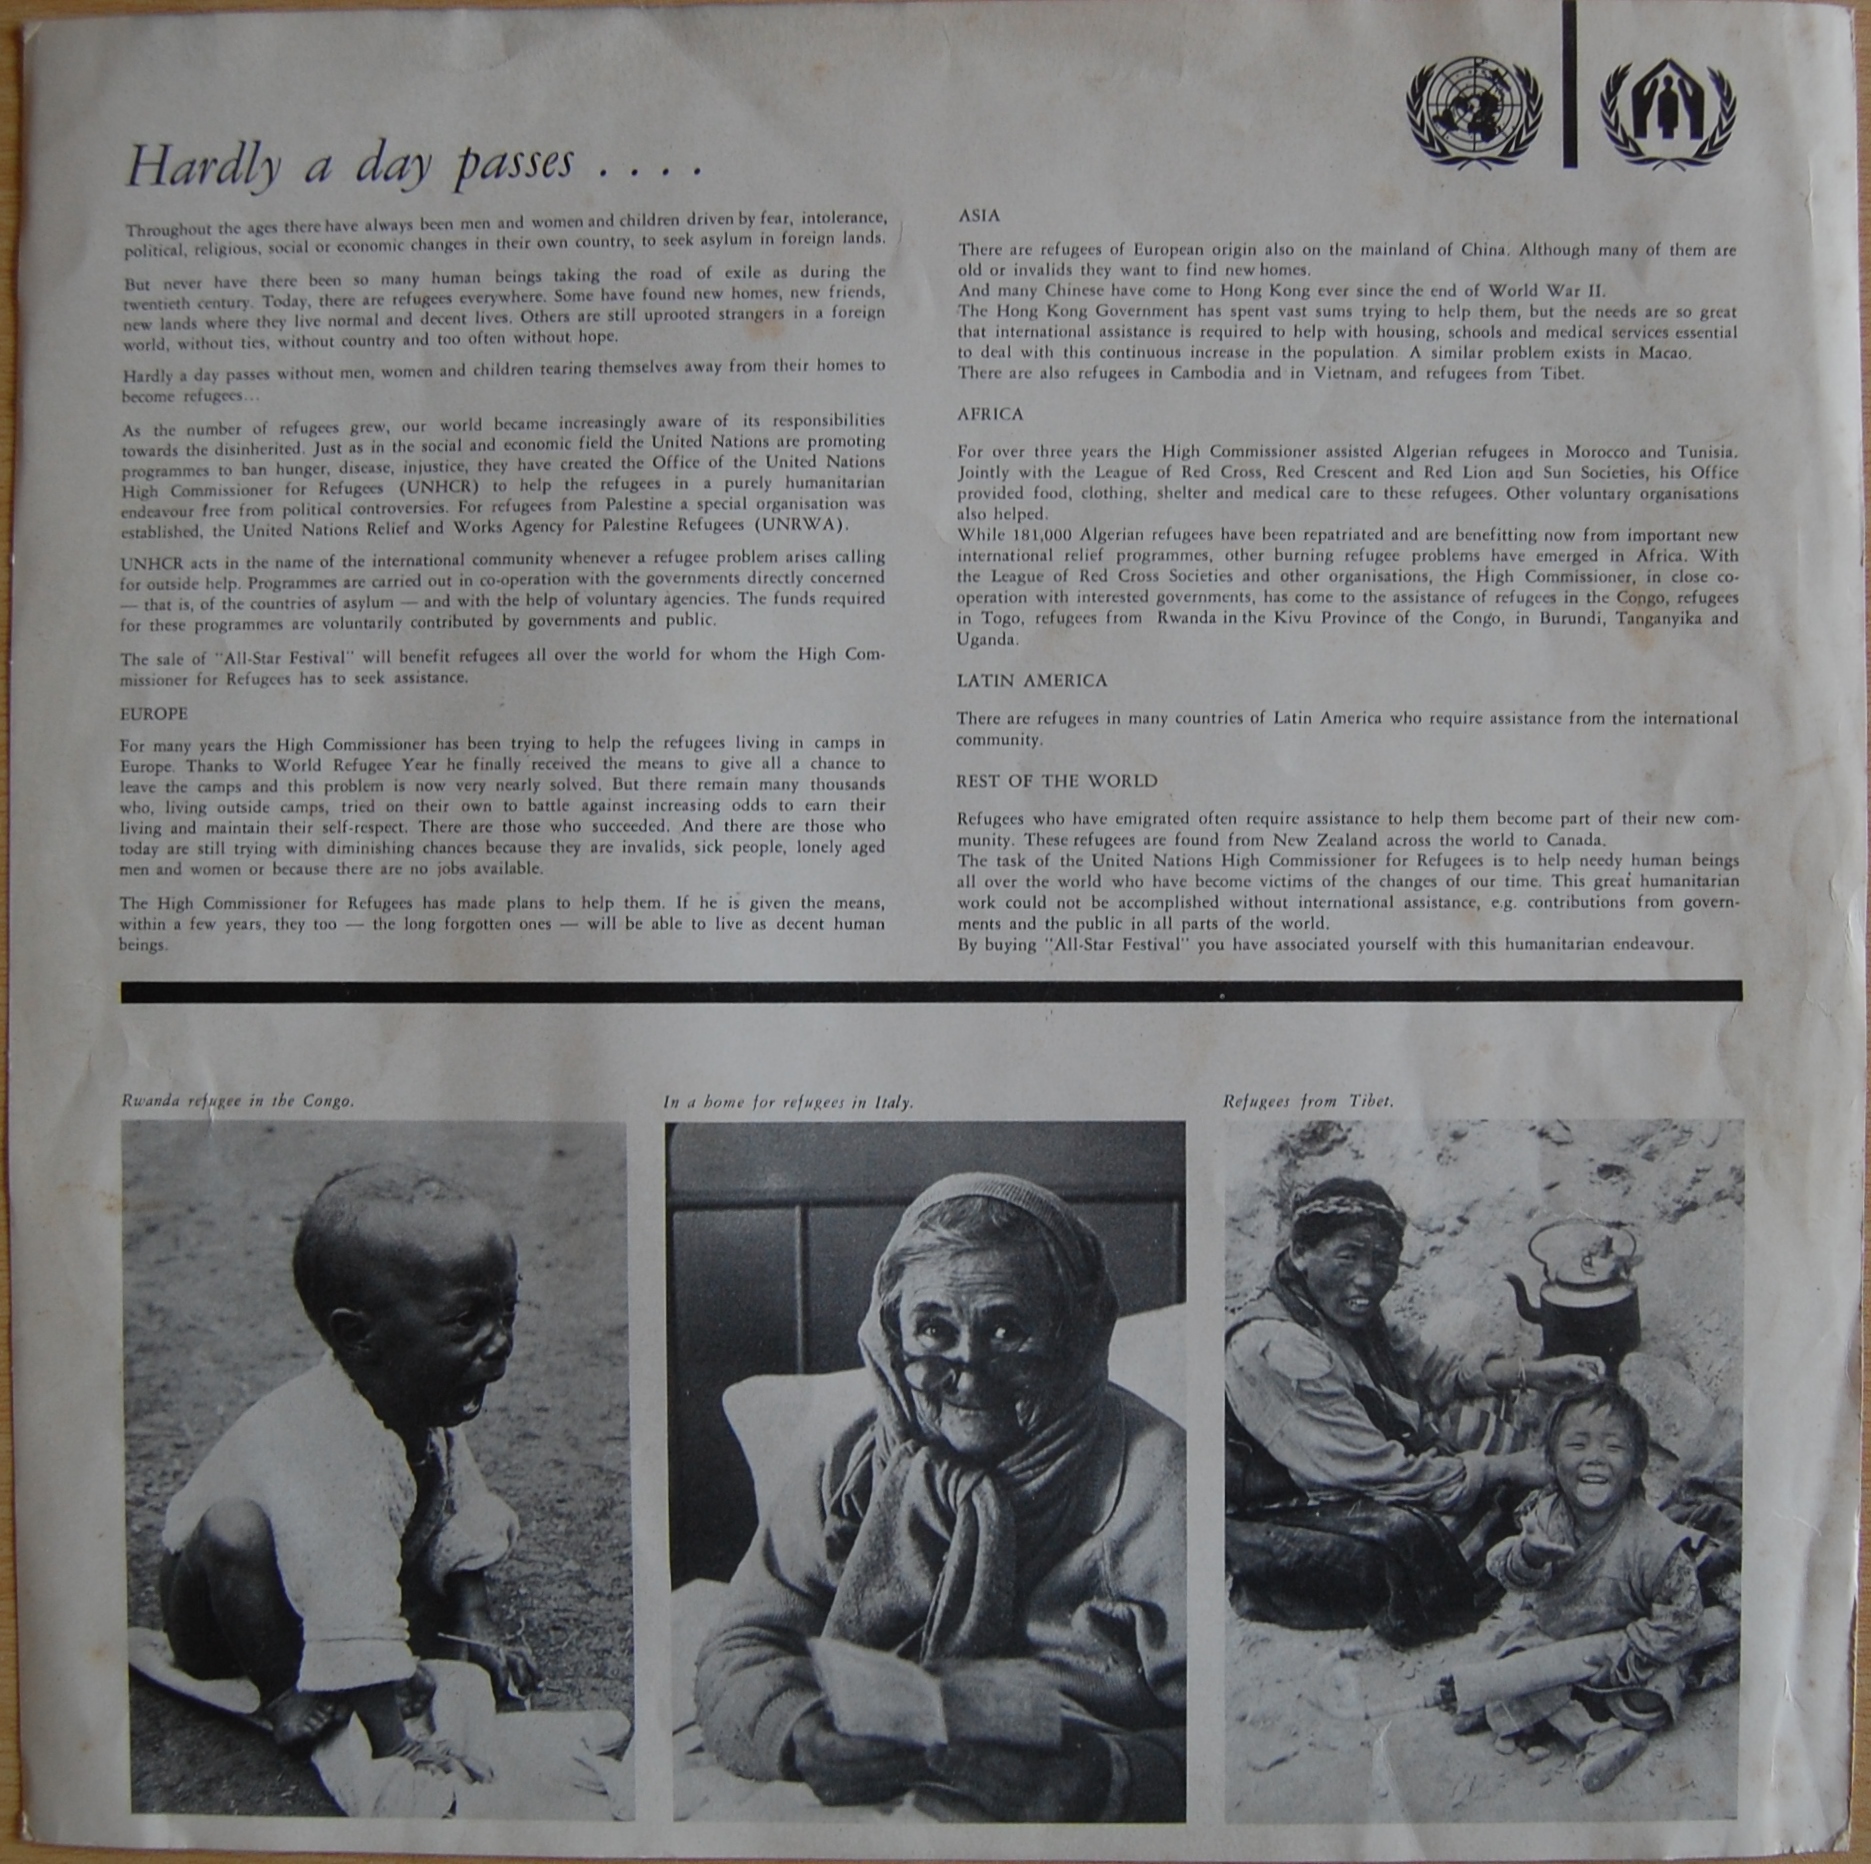 Hardly a day passes . . . .
Throughout the ages there have always been men and women and children driven by fear, intolerance,
political, religious, social or economic changes in their own country, to seek asylum in foreign lands.
But never have there been so many human beings taking the road of exile as during the
twentieth century. Today, there are refugees everywhere. Some have found new homes, new friends,
new lands where they live normal and decent lives. Others are still uprooted strangers in a foreign
world, without ties, without country and too often without hope.
Hardly a day passes without men, women and children tearing themselves away from their homes to
become refugees...
As the number of refugees grew, our world became increasingly aware of its responsibilities
towards the disinherited. Just as in the social and economic field the United Nations are promoting
programmes to ban hunger, disease, injustice, they have created the Office of the United Nations
High Commissioner for Refugees (UNHCR) to help the refugees in a purely humanitarian
endeavour free from political controversies. For refugees from Palestine a special organisation was
established, the United Nations Relief and Works Agency for Palestine Refugees (UNRWA).
UNHCR acts in the name of the international community whenever a refugee problem arises calling
for outside help. Programmes are carried out in co-operation with the governments directly concerned
— that is, of the countries of asylum — and with the help of voluntary agencies. The funds required
for these programmes are voluntarily contributed by governments and public.
The sale of "All-Star Festival" will benefit refugees all over the world for whom the High Com-
missioner for Refugees has to seek assistance.
EUROPE
For many years the High Commissioner has been trying to help the refugees living in camps in
Europe. Thanks to World Refugee Year he finally received the means to give all a chance to
leave the camps and this problem is now very nearly solved. But there remain many thousands
who, living outside camps, tried on their own to battle against increasing odds to earn their
living and maintain their self-respect. There are those who succeeded. And there are those who
today are still trying with diminishing chances because they are invalids, sick people, lonely aged
men and women or because there are no jobs available.
The High Commissioner for Refugees has made plans to help them. If he is given the means,
within a few years, they too — the long forgotten ones — will be able to live as decent human
beings.
ASIA
There are refugees of European origin also on the mainland of China. Although many of them are
old or invalids they want to find new homes.
And many Chinese have come to Hong Kong ever since the end of World War II.
The Hong Kong Government has spent vast sums trying to help them, but the needs are so great
that international assistance is required to help with housing, schools and medical services essential
to deal with this continuous increase in the population. A similar problem exists in Macao.
There are also refugees in Cambodia and in Vietnam, and refugees from Tibet.
AFRICA
For over three years the High Commissioner assisted Algerian refugees in Morocco and Tunisia.
Jointly with the League of Red Cross, Red Crescent and Red Lion and Sun Societies, his Office
provided food, clothing, shelter and medical care to these refugees. Other voluntary organisations
also helped.
While 181,000 Algerian refugees have been repatriated and are benefitting now from important new
international relief programmes, other burning refugee problems have emerged in Africa. With
the League of Red Cross Societies and other organisations, the High Commissioner, in close co-
operation with interested governments, has come to the assistance of refugees in the Congo, refugees
in Togo, refugees from Rwanda in the Kivu Province of the Congo, in Burundi, Tanganyika and
Uganda.
LATIN AMERICA
There are refugees in many countries of Latin America who require assistance from the international
community.
REST OF THE WORLD
Refugees who have emigrated often require assistance to help them become part of their new com-
munity. These refugees are found from New Zealand across the world to Canada.
The task of the United Nations High Commissioner for Refugees is to help needy human beings
all over the world who have become victims of the changes of our time. This great humanitarian
work could not be accomplished without international assistance, e.g. contributions from govern-
ments and the public in all parts of the world.
By buying "All-Star Festival" you have associated yourself with this humanitarian endeavour.
Rwanda refugee in the Congo.
In a home for refugees in Italy.
Refugees from Tibet.